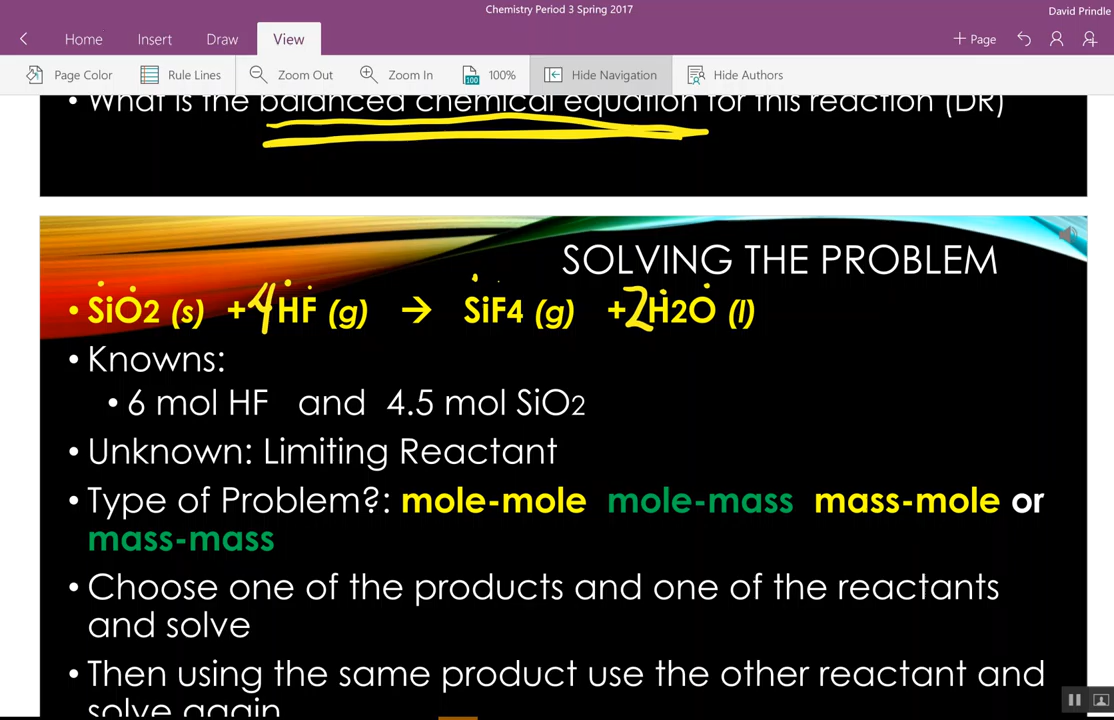 Chemistry Period 3 Spring 2017
David Prindle
Home Insert Draw View + Page
Page Color Rule Lines Zoom Out Zoom In 100 100% Hide Navigation Show Authors
• What is the balanced chemical equation for this reaction (DR)
SOLVING THE PROBLEM
• SiO2 (s) +4HF (g) → SiF4 (g) +2H2O (l)
• Knowns:
• 6 mol HF and 4.5 mol SiO2
• Unknown: Limiting Reactant
• Type of Problem?: mole-mole mole-mass mass-mole or
mass-mass
• Choose one of the products and one of the reactants
and solve
• Then using the same product use the other reactant and
solve again